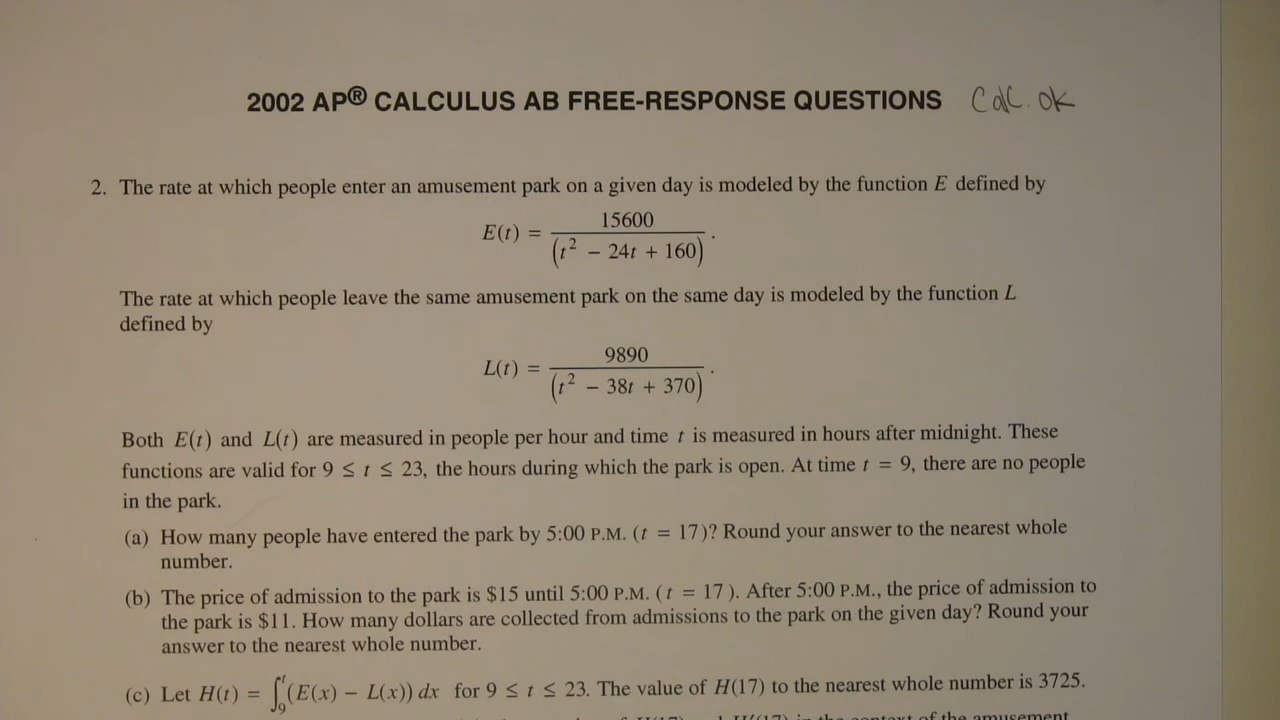 2002 AP® CALCULUS AB FREE-RESPONSE QUESTIONS Calc. OK
2. The rate at which people enter an amusement park on a given day is modeled by the function E defined by
E(t) = 15600 / (t² − 24t + 160).
The rate at which people leave the same amusement park on the same day is modeled by the function L
defined by
L(t) = 9890 / (t² − 38t + 370).
Both E(t) and L(t) are measured in people per hour and time t is measured in hours after midnight. These
functions are valid for 9 ≤ t ≤ 23, the hours during which the park is open. At time t = 9, there are no people
in the park.
(a) How many people have entered the park by 5:00 P.M. (t = 17)? Round your answer to the nearest whole
number.
(b) The price of admission to the park is $15 until 5:00 P.M. (t = 17). After 5:00 P.M., the price of admission to
the park is $11. How many dollars are collected from admissions to the park on the given day? Round your
answer to the nearest whole number.
(c) Let H(t) = ∫₉ᵗ (E(x) − L(x)) dx for 9 ≤ t ≤ 23. The value of H(17) to the nearest whole number is 3725.
in the context of the amusement